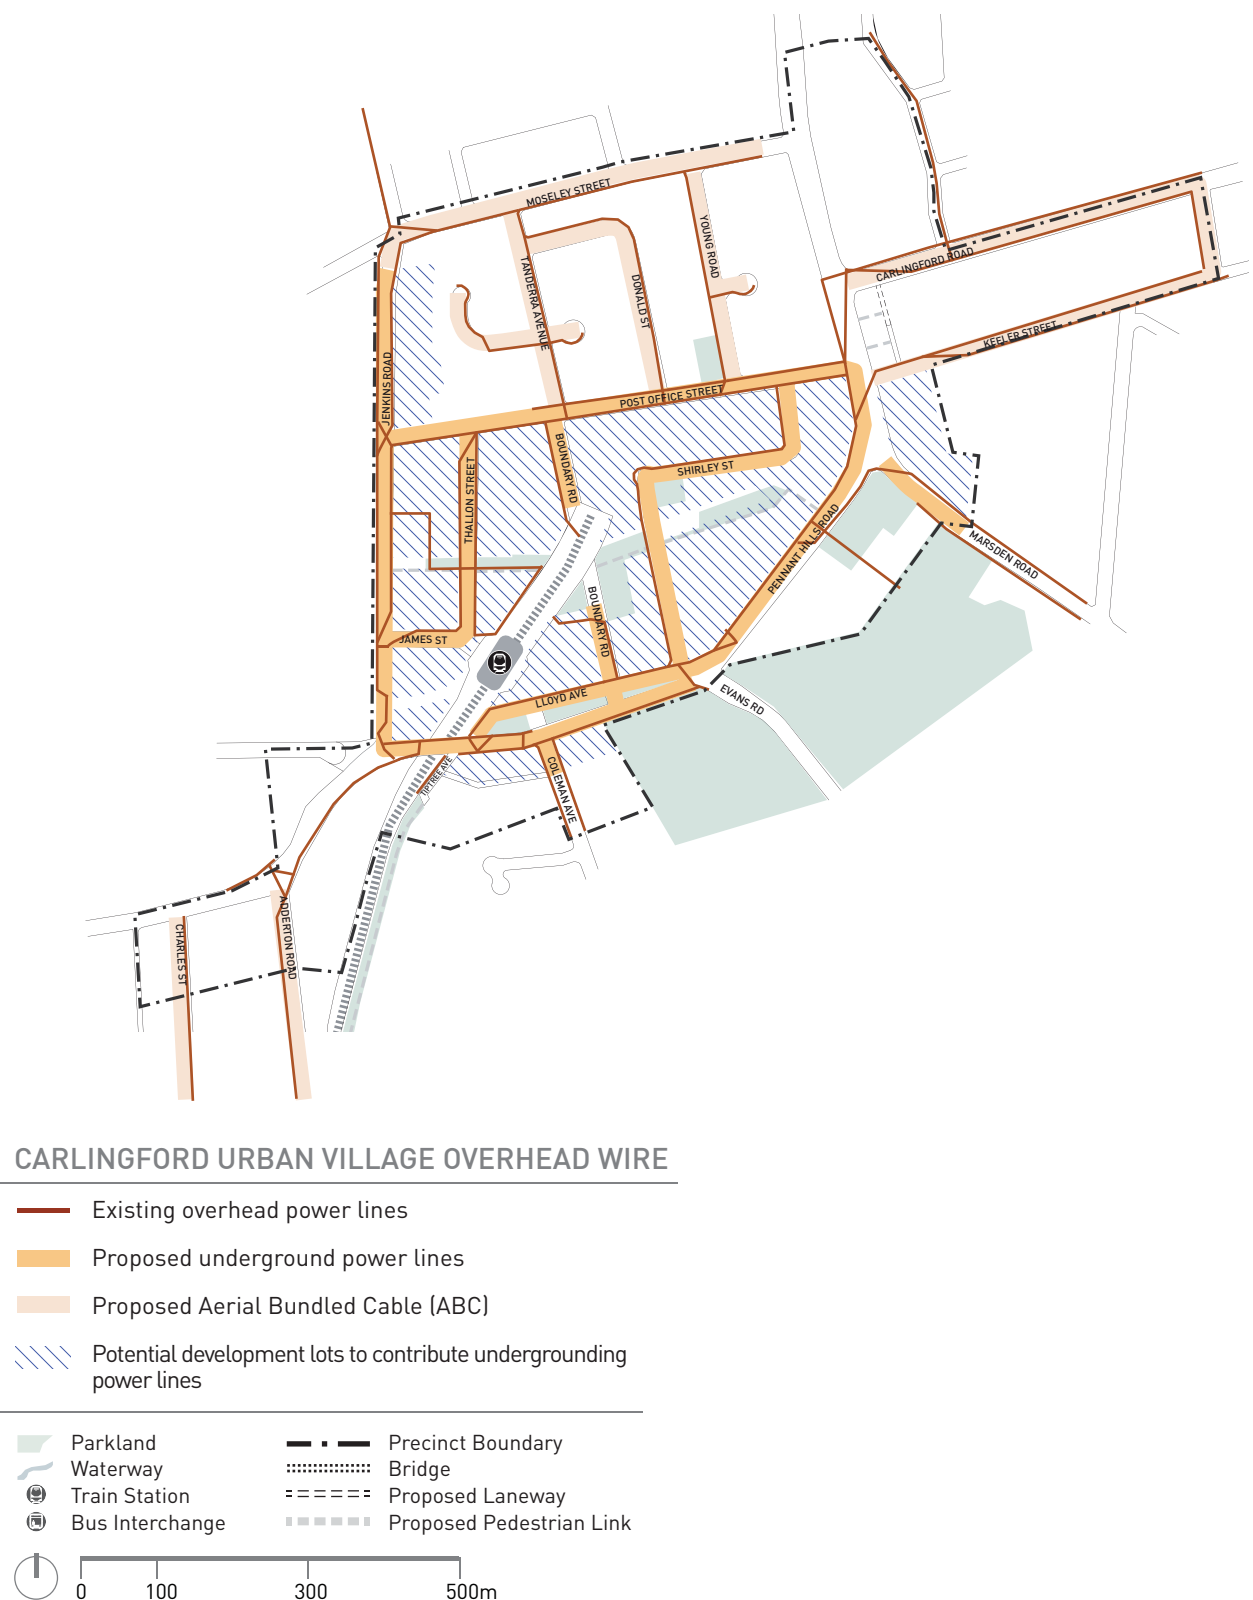 MOSELEY STREET
YOUNG ROAD
TANDERRA AVENUE
DONALD ST
CARLINGFORD ROAD
KEELER STREET
JENKINS ROAD
POST OFFICE STREET
BOUNDARY RD
THALLON STREET
SHIRLEY ST
PENNANT HILLS ROAD
MARSDEN ROAD
BOUNDARY RD
JAMES ST
LLOYD AVE
EVANS RD
TIPTREE AVE
COLEMAN AVE
ADDERTON ROAD
CHARLES ST
CARLINGFORD URBAN VILLAGE OVERHEAD WIRE
Existing overhead power lines
Proposed underground power lines
Proposed Aerial Bundled Cable (ABC)
Potential development lots to contribute undergrounding
power lines
Parkland
Waterway
Train Station
Bus Interchange
Precinct Boundary
Bridge
Proposed Laneway
Proposed Pedestrian Link
0 100 300 500m